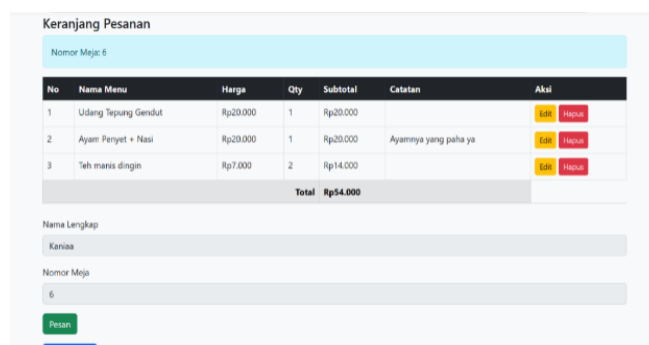 Keranjang Pesanan
Nomor Meja: 6
No Nama Menu Harga Qty Subtotal Catatan Aksi
1 Udang Tepung Gendut Rp20.000 1 Rp20.000 Edit Hapus
2 Ayam Penyet + Nasi Rp20.000 1 Rp20.000 Ayamnya yang paha ya Edit Hapus
3 Teh manis dingin Rp7.000 2 Rp14.000 Edit Hapus
Total Rp54.000
Nama Lengkap
Kaniaa
Nomor Meja
6
Pesan